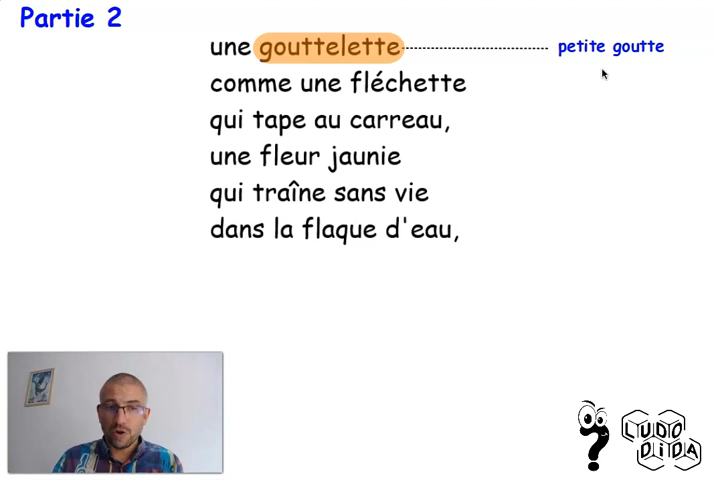 Partie 2
une gouttelette petite goutte
comme une fléchette
qui tape au carreau,
une fleur jaunie
qui traîne sans vie
dans la flaque d'eau,
LUDO
DiDA